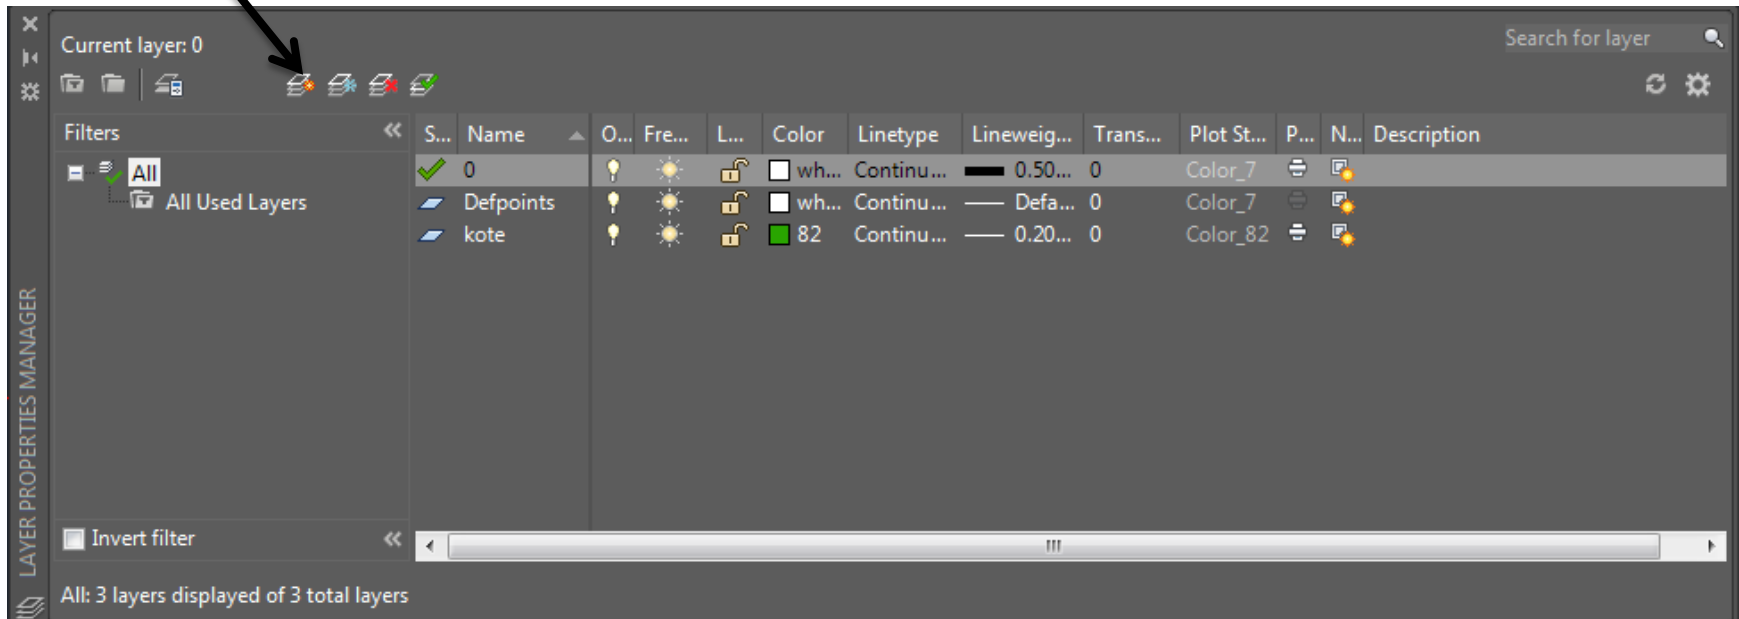 Current layer: 0
Search for layer
Filters
S... Name O... Fre... L... Color Linetype Lineweig... Trans... Plot St... P... N... Description
All
0 wh... Continu... 0.50... 0 Color_7
All Used Layers
Defpoints wh... Continu... Defa... 0 Color_7
kote 82 Continu... 0.20... 0 Color_82
Invert filter
All: 3 layers displayed of 3 total layers
LAYER PROPERTIES MANAGER